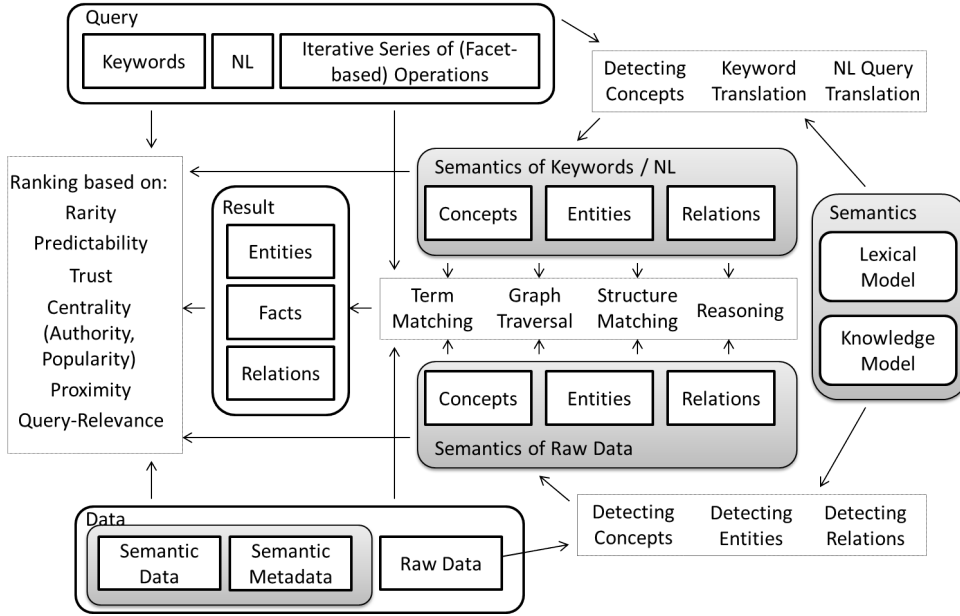 Query
Keywords
NL
Iterative Series of (Facet-
based) Operations
Detecting
Concepts
Keyword
Translation
NL Query
Translation
Ranking based on:
Rarity
Predictability
Trust
Centrality
(Authority,
Popularity)
Proximity
Query-Relevance
Result
Entities
Facts
Relations
Semantics of Keywords / NL
Concepts
Entities
Relations
Term
Matching
Graph
Traversal
Structure
Matching
Reasoning
Concepts
Entities
Relations
Semantics of Raw Data
Semantics
Lexical
Model
Knowledge
Model
Detecting
Concepts
Detecting
Entities
Detecting
Relations
Data
Semantic
Data
Semantic
Metadata
Raw Data